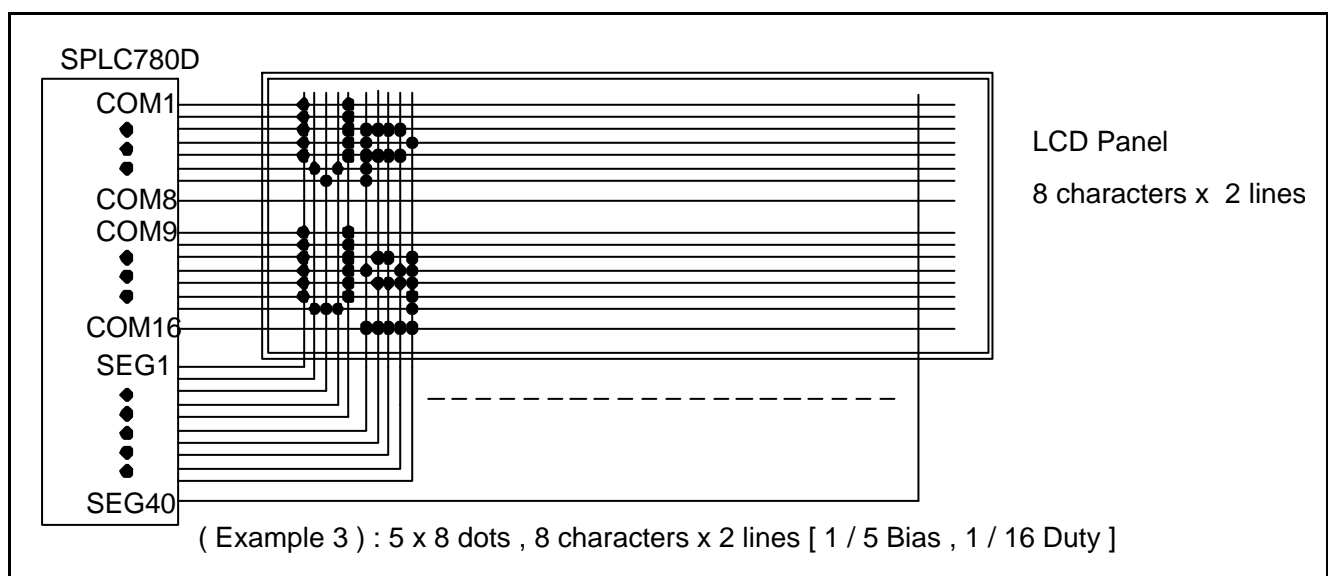 SPLC780D
COM1
COM8
COM9
COM16
SEG1
SEG40
LCD Panel
8 characters x 2 lines
( Example 3 ) : 5 x 8 dots , 8 characters x 2 lines [ 1 / 5 Bias , 1 / 16 Duty ]